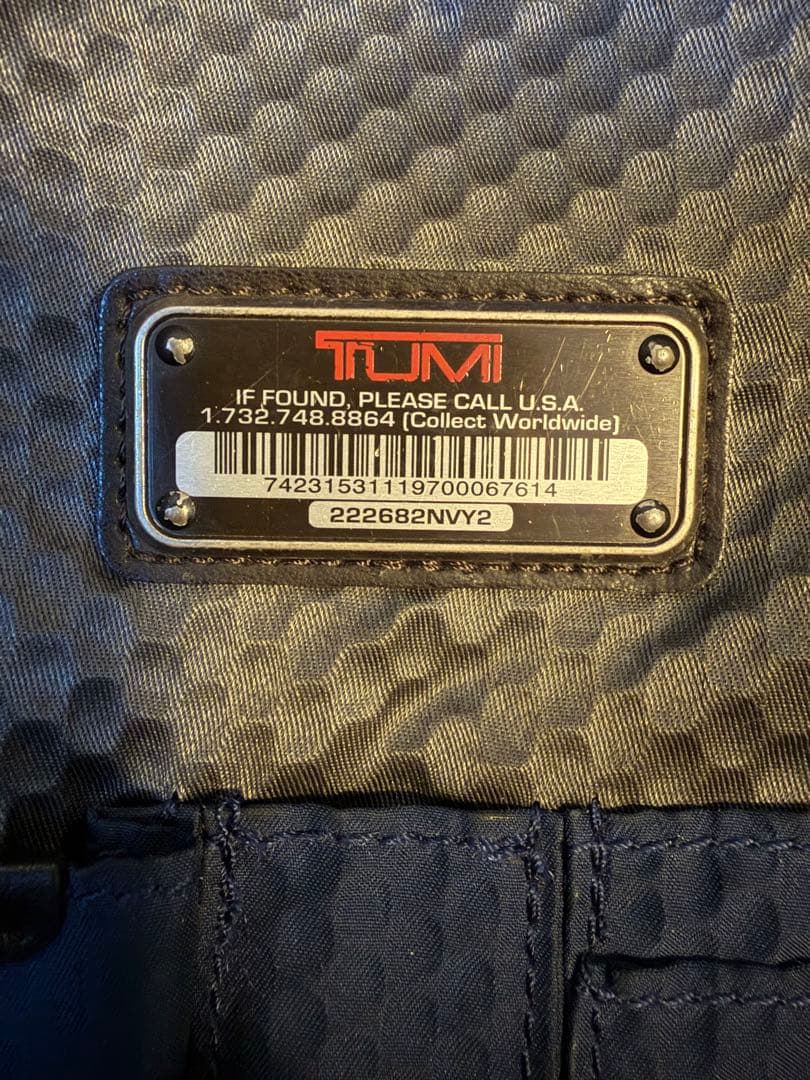 TUMI
IF FOUND, PLEASE CALL U.S.A.
1.732.748.8864 (Collect Worldwide)
74231531119700067614
222682NVY2